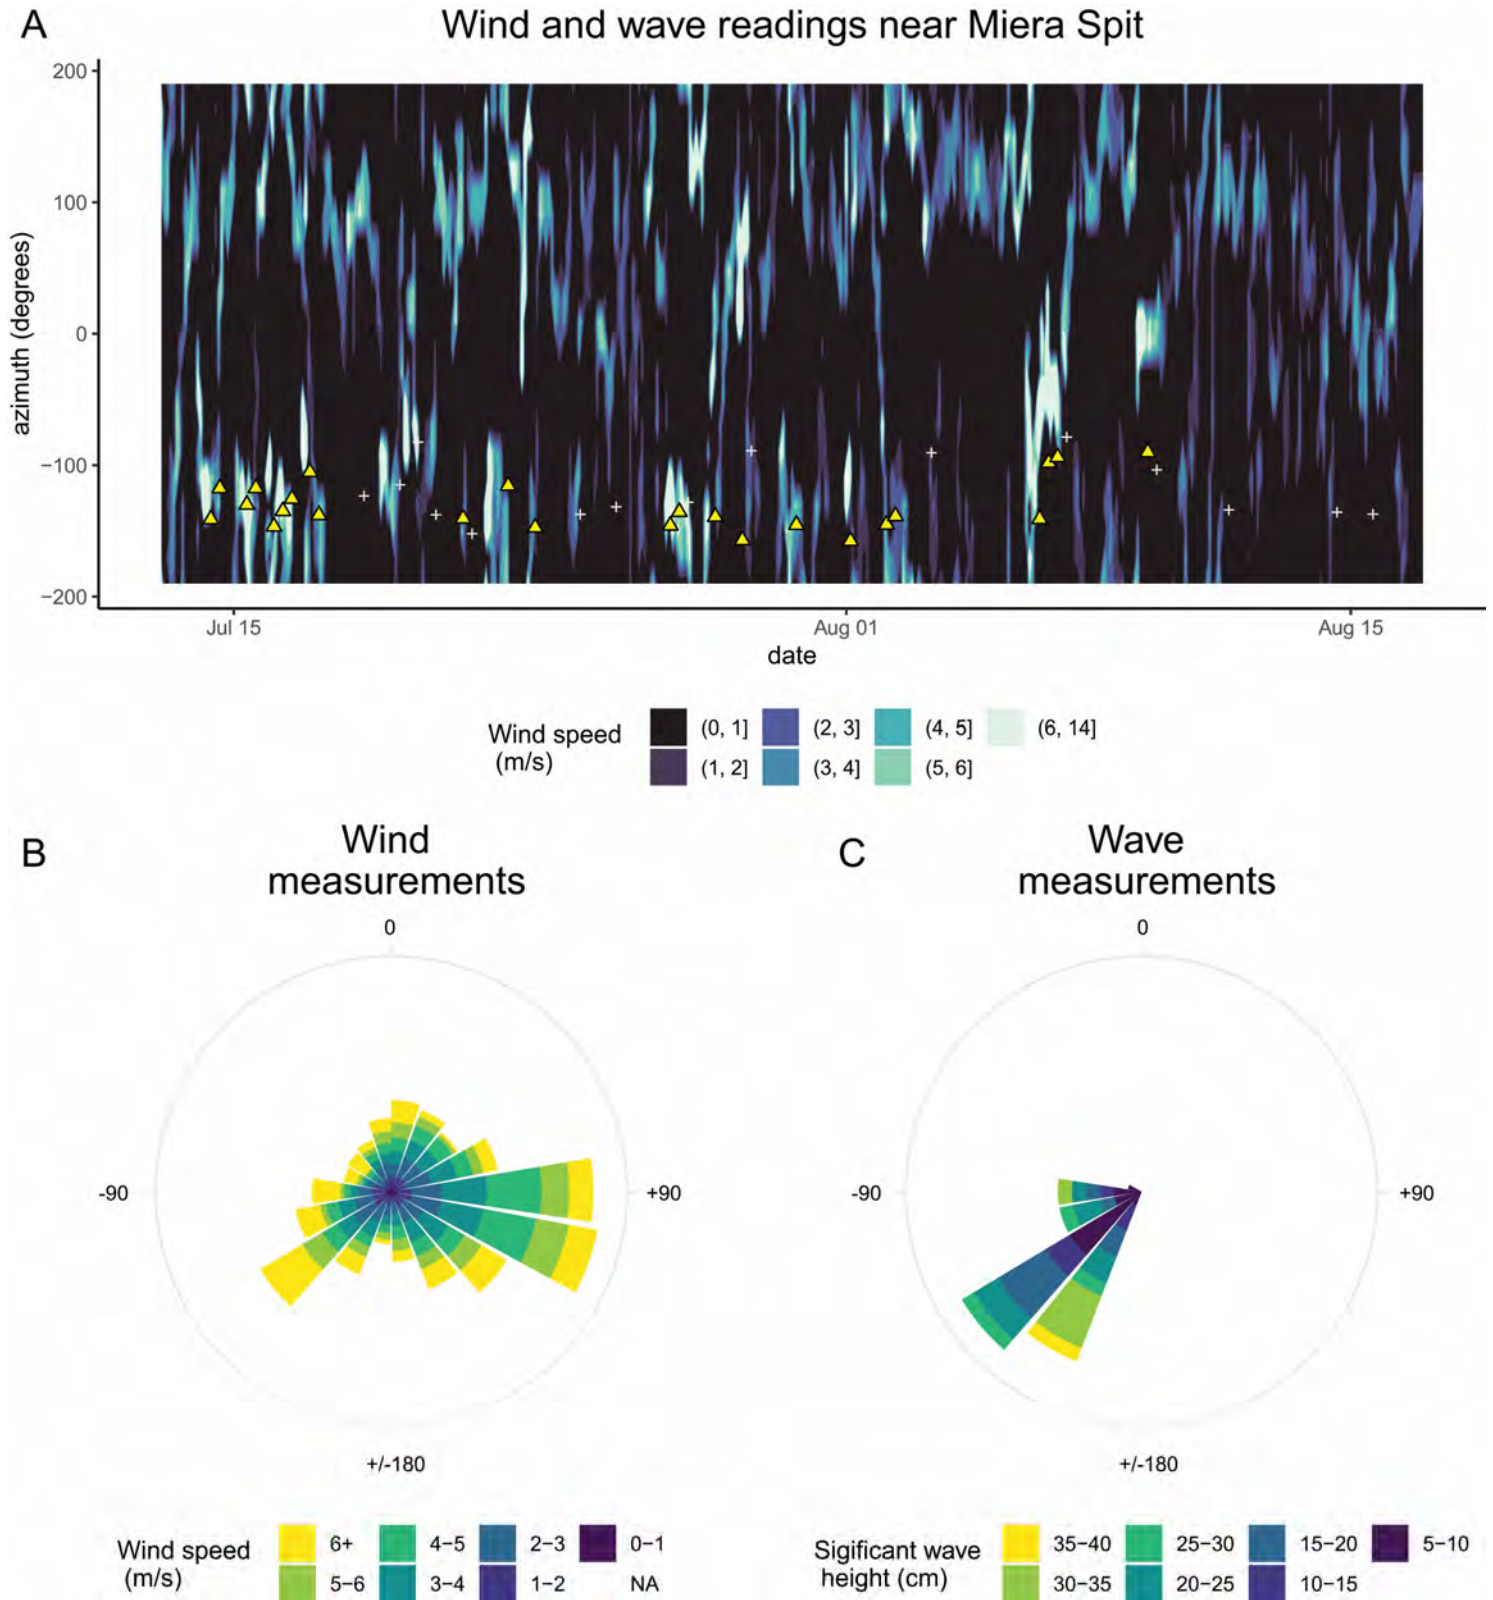 A
Wind and wave readings near Miera Spit
200
100
0
−100
−200
azimuth (degrees)
Jul 15
Aug 01
Aug 15
date
Wind speed
(m/s)
(0, 1]
(2, 3]
(4, 5]
(6, 14]
(1, 2]
(3, 4]
(5, 6]
B
Wind
measurements
0
-90
+90
+/-180
Wind speed
(m/s)
6+
4−5
2−3
0−1
5−6
3−4
1−2
NA
C
Wave
measurements
0
-90
+90
+/-180
Sigificant wave
height (cm)
35−40
25−30
15−20
5−10
30−35
20−25
10−15